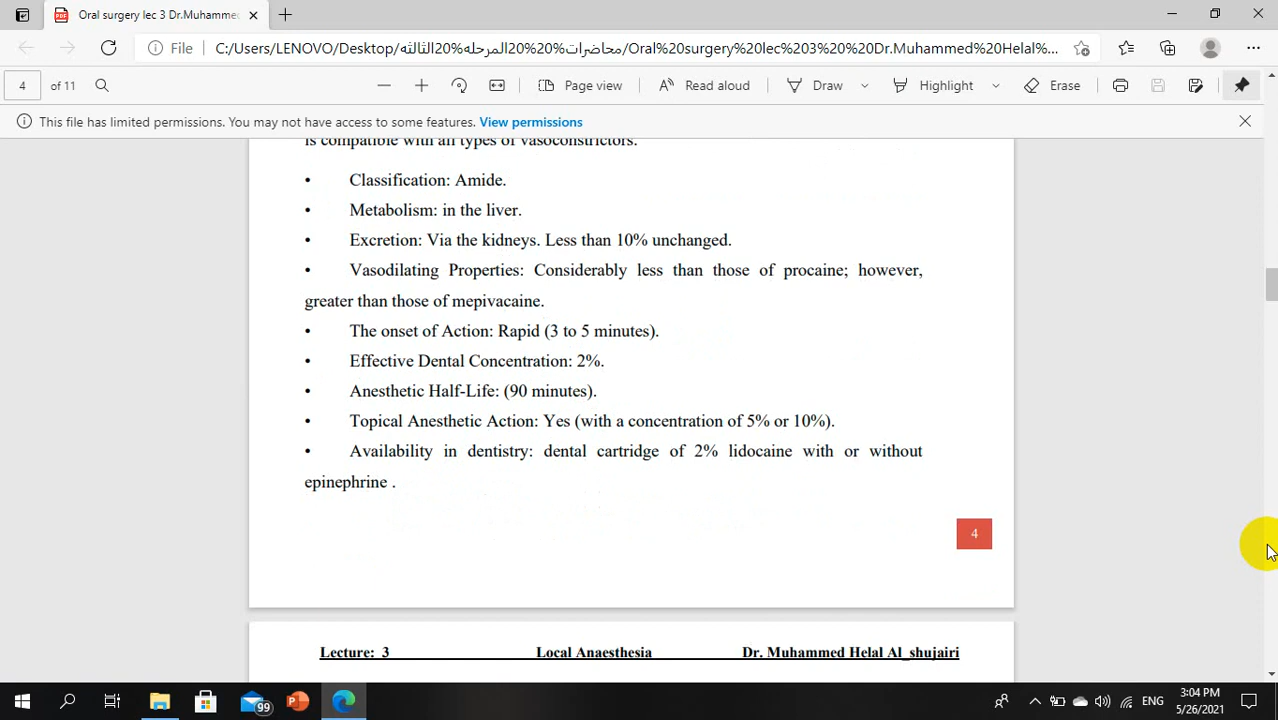 Oral surgery lec 3 Dr.Muhammed
File
C:/Users/LENOVO/Desktop/محاضرات%20%20المرحله%20الثالثه/Oral%20surgery%20lec%203%20%20Dr.Muhammed%20Helal%...
4 of 11
Page view
Read aloud
Draw
Highlight
Erase
This file has limited permissions. You may not have access to some features. View permissions
is compatible with all types of vasoconstrictors.
• Classification: Amide.
• Metabolism: in the liver.
• Excretion: Via the kidneys. Less than 10% unchanged.
• Vasodilating Properties: Considerably less than those of procaine; however,
greater than those of mepivacaine.
• The onset of Action: Rapid (3 to 5 minutes).
• Effective Dental Concentration: 2%.
• Anesthetic Half-Life: (90 minutes).
• Topical Anesthetic Action: Yes (with a concentration of 5% or 10%).
• Availability in dentistry: dental cartridge of 2% lidocaine with or without
epinephrine .
4
Lecture: 3 Local Anaesthesia Dr. Muhammed Helal Al_shujairi
99
ENG
3:04 PM
5/26/2021